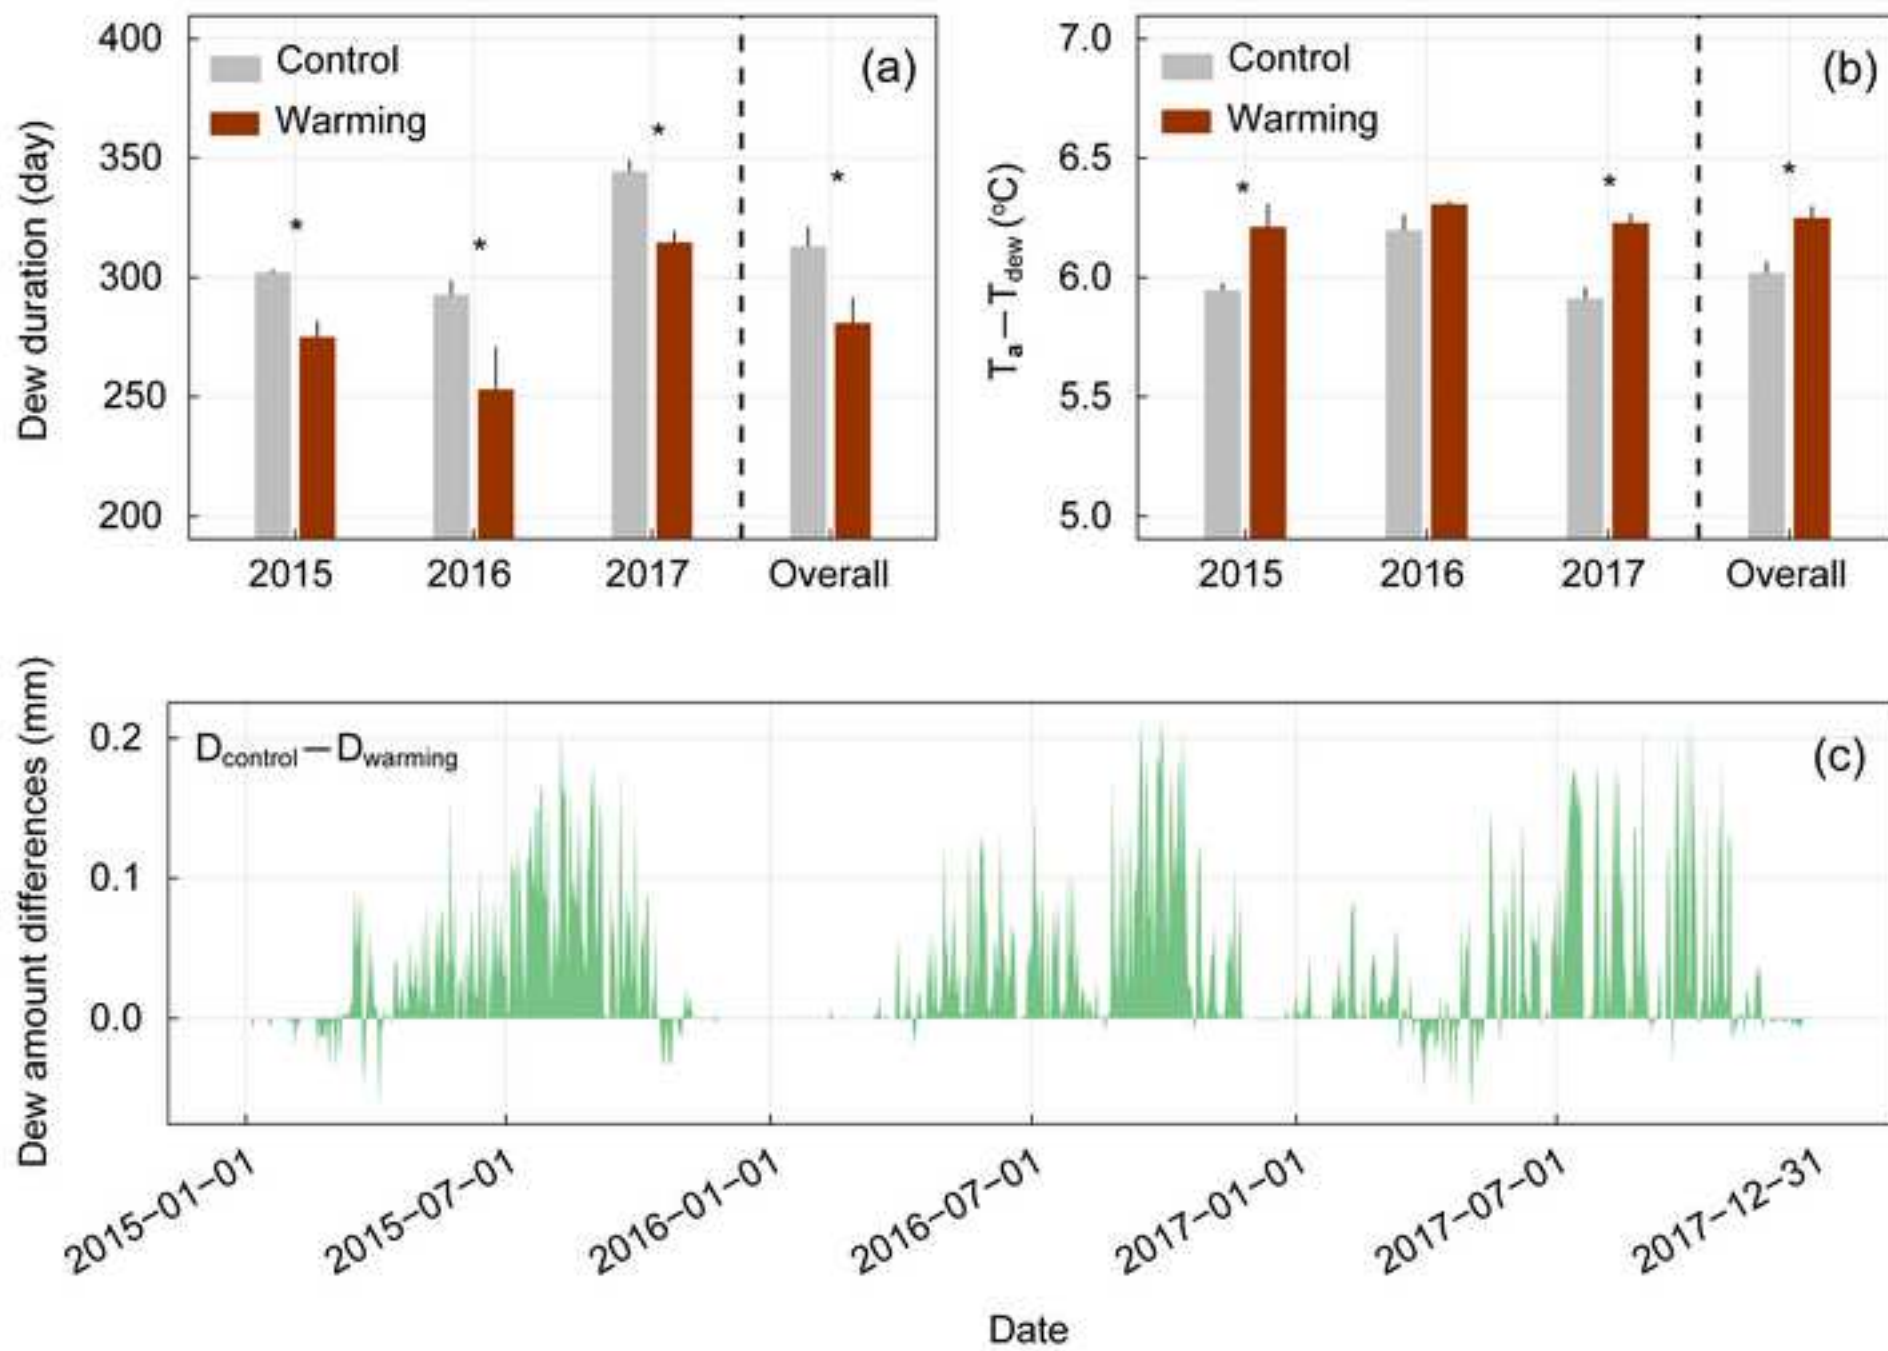 400
350
300
250
200
Dew duration (day)
Control
Warming
(a)
*
*
*
*
2015
2016
2017
Overall
7.0
6.5
6.0
5.5
5.0
Ta—Tdew (°C)
Control
Warming
(b)
*
*
*
2015
2016
2017
Overall
Dew amount differences (mm)
0.2
0.1
0.0
Dcontrol—Dwarming
(c)
2015−01−01
2015−07−01
2016−01−01
2016−07−01
2017−01−01
2017−07−01
2017−12−31
Date